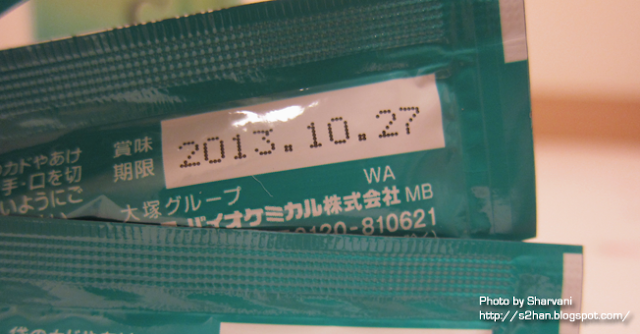 カドやあけ
手・口を切
いようにご
賞味
期限
2013.10.27
WA
大塚グループ
バイオケミカル株式会社 MB
0120-810621
Photo by Sharvani
http://s2han.blogspot.com/